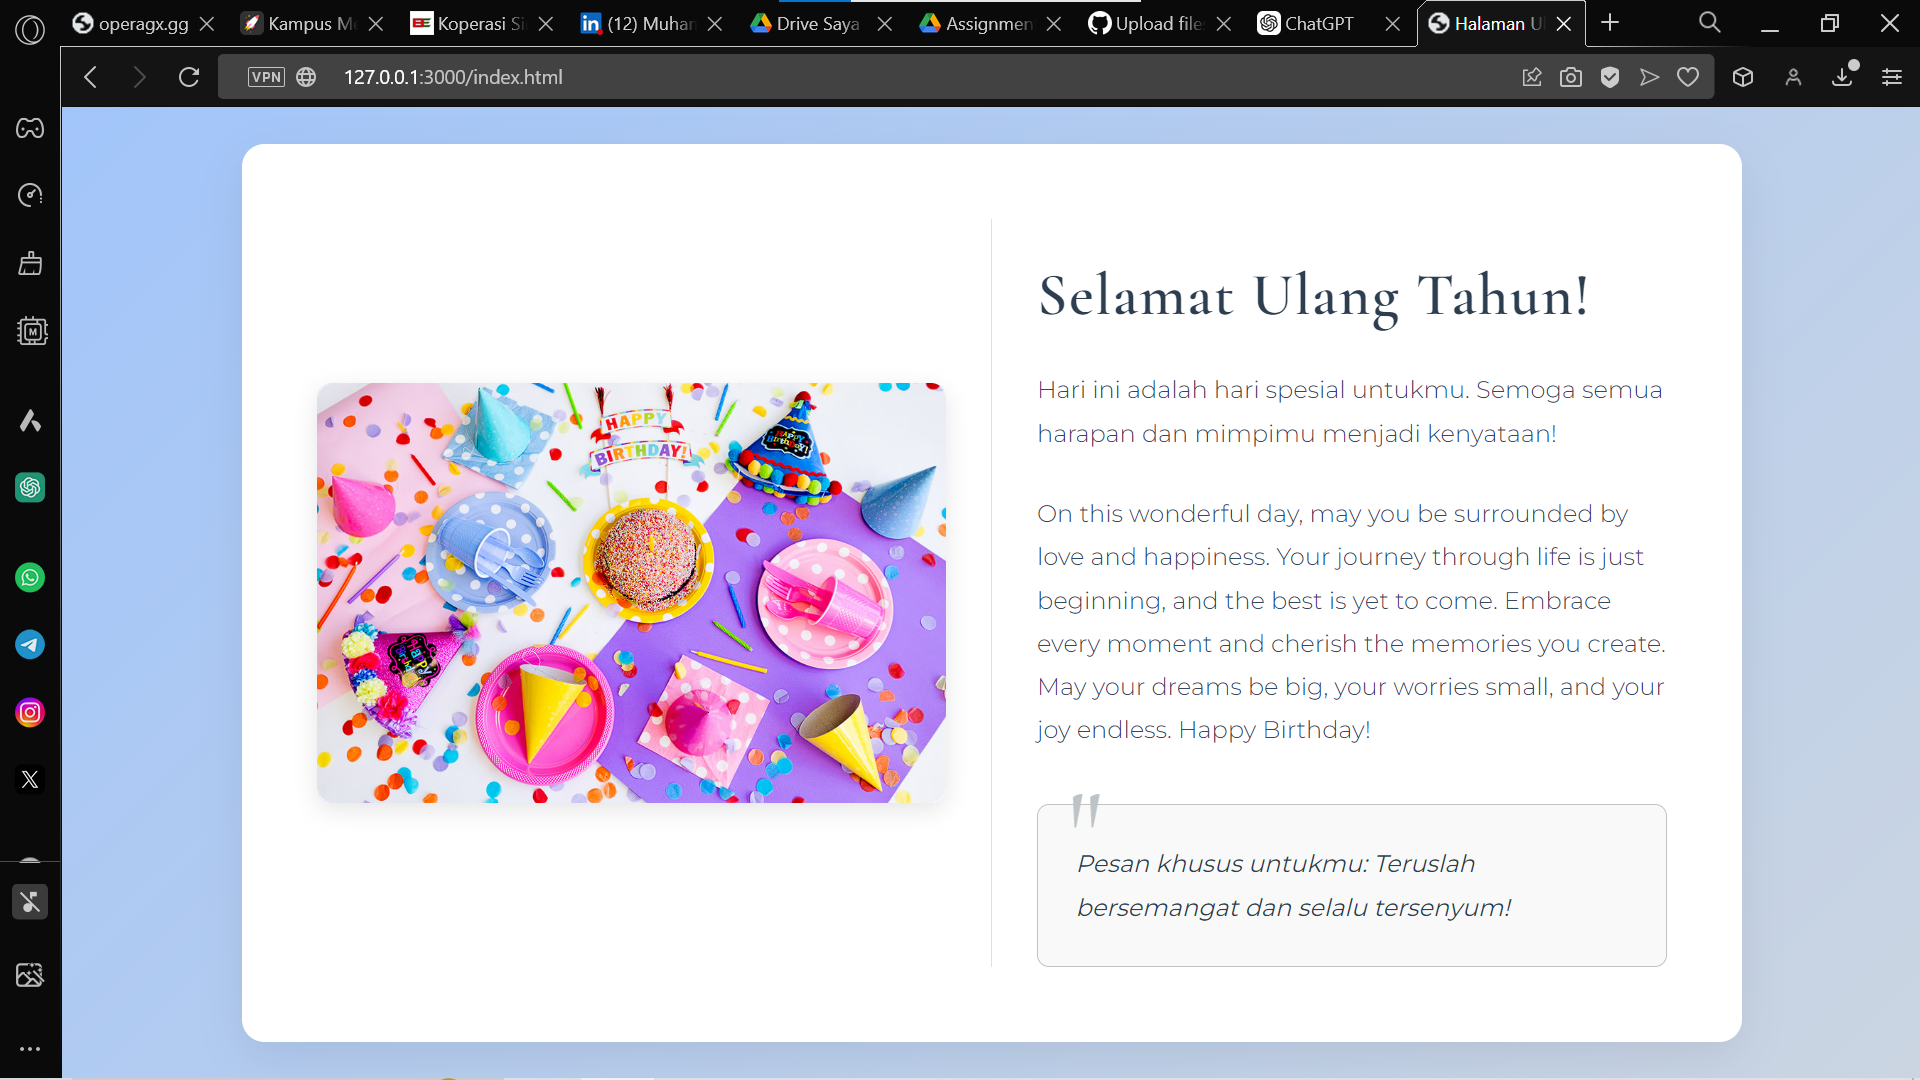 operagx.gg
Kampus Me
Koperasi Si
(12) Muhan
Drive Saya
Assignmen
Upload file
ChatGPT
Halaman Ul
VPN
127.0.0.1:3000/index.html
M
HAPPY
BIRTHDAY!
HAPPY
Birthday!
Selamat Ulang Tahun!
Hari ini adalah hari spesial untukmu. Semoga semua
harapan dan mimpimu menjadi kenyataan!
On this wonderful day, may you be surrounded by
love and happiness. Your journey through life is just
beginning, and the best is yet to come. Embrace
every moment and cherish the memories you create.
May your dreams be big, your worries small, and your
joy endless. Happy Birthday!
"
Pesan khusus untukmu: Teruslah
bersemangat dan selalu tersenyum!